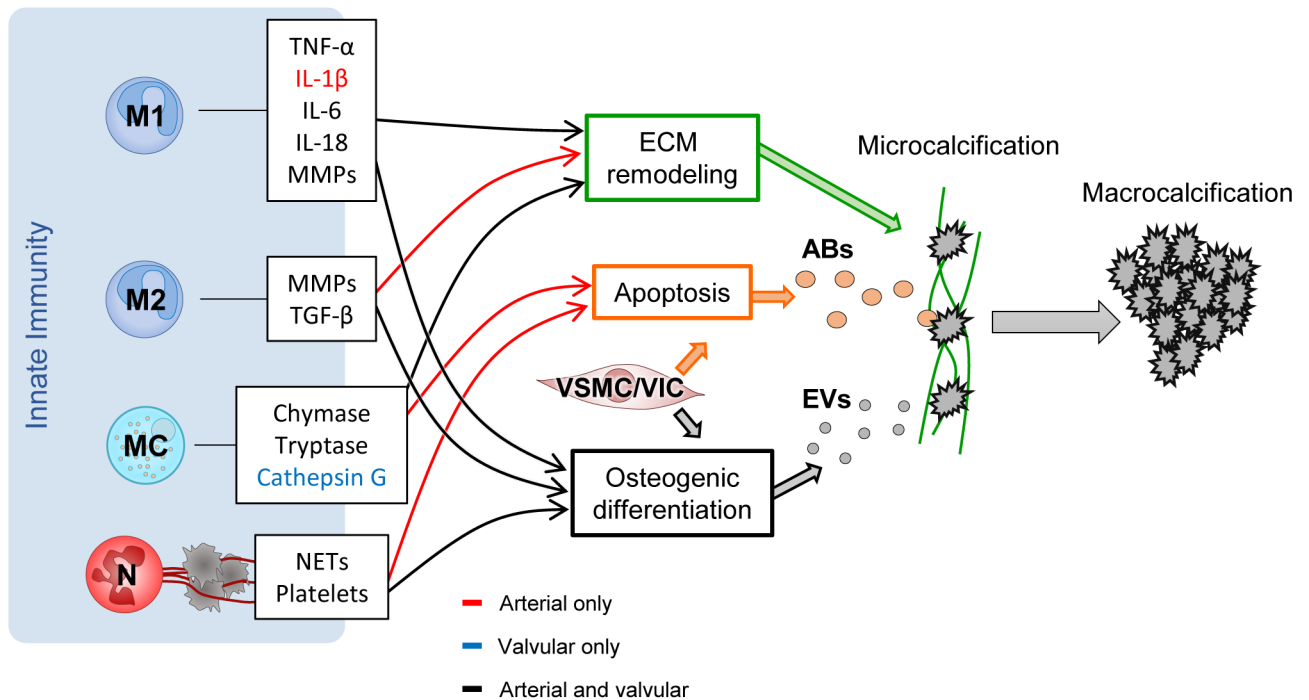 Innate Immunity
M1
TNF-α
IL-1β
IL-6
IL-18
MMPs
M2
MMPs
TGF-β
MC
Chymase
Tryptase
Cathepsin G
N
NETs
Platelets
ECM
remodeling
Apoptosis
VSMC/VIC
Osteogenic
differentiation
ABs
EVs
Microcalcification
Macrocalcification
Arterial only
Valvular only
Arterial and valvular